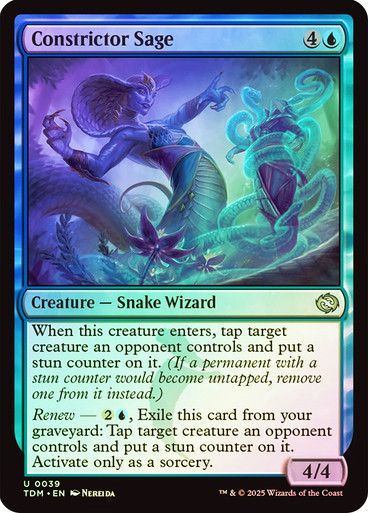 Constrictor Sage 4
Creature — Snake Wizard
When this creature enters, tap target
creature an opponent controls and put a
stun counter on it. (If a permanent with a
stun counter would become untapped, remove
one from it instead.)
Renew — 2, Exile this card from your
graveyard: Tap target creature an opponent
controls and put a stun counter on it.
Activate only as a sorcery.
4/4
U 0039
TDM • EN NEREIDA ™ & © 2025 Wizards of the Coast